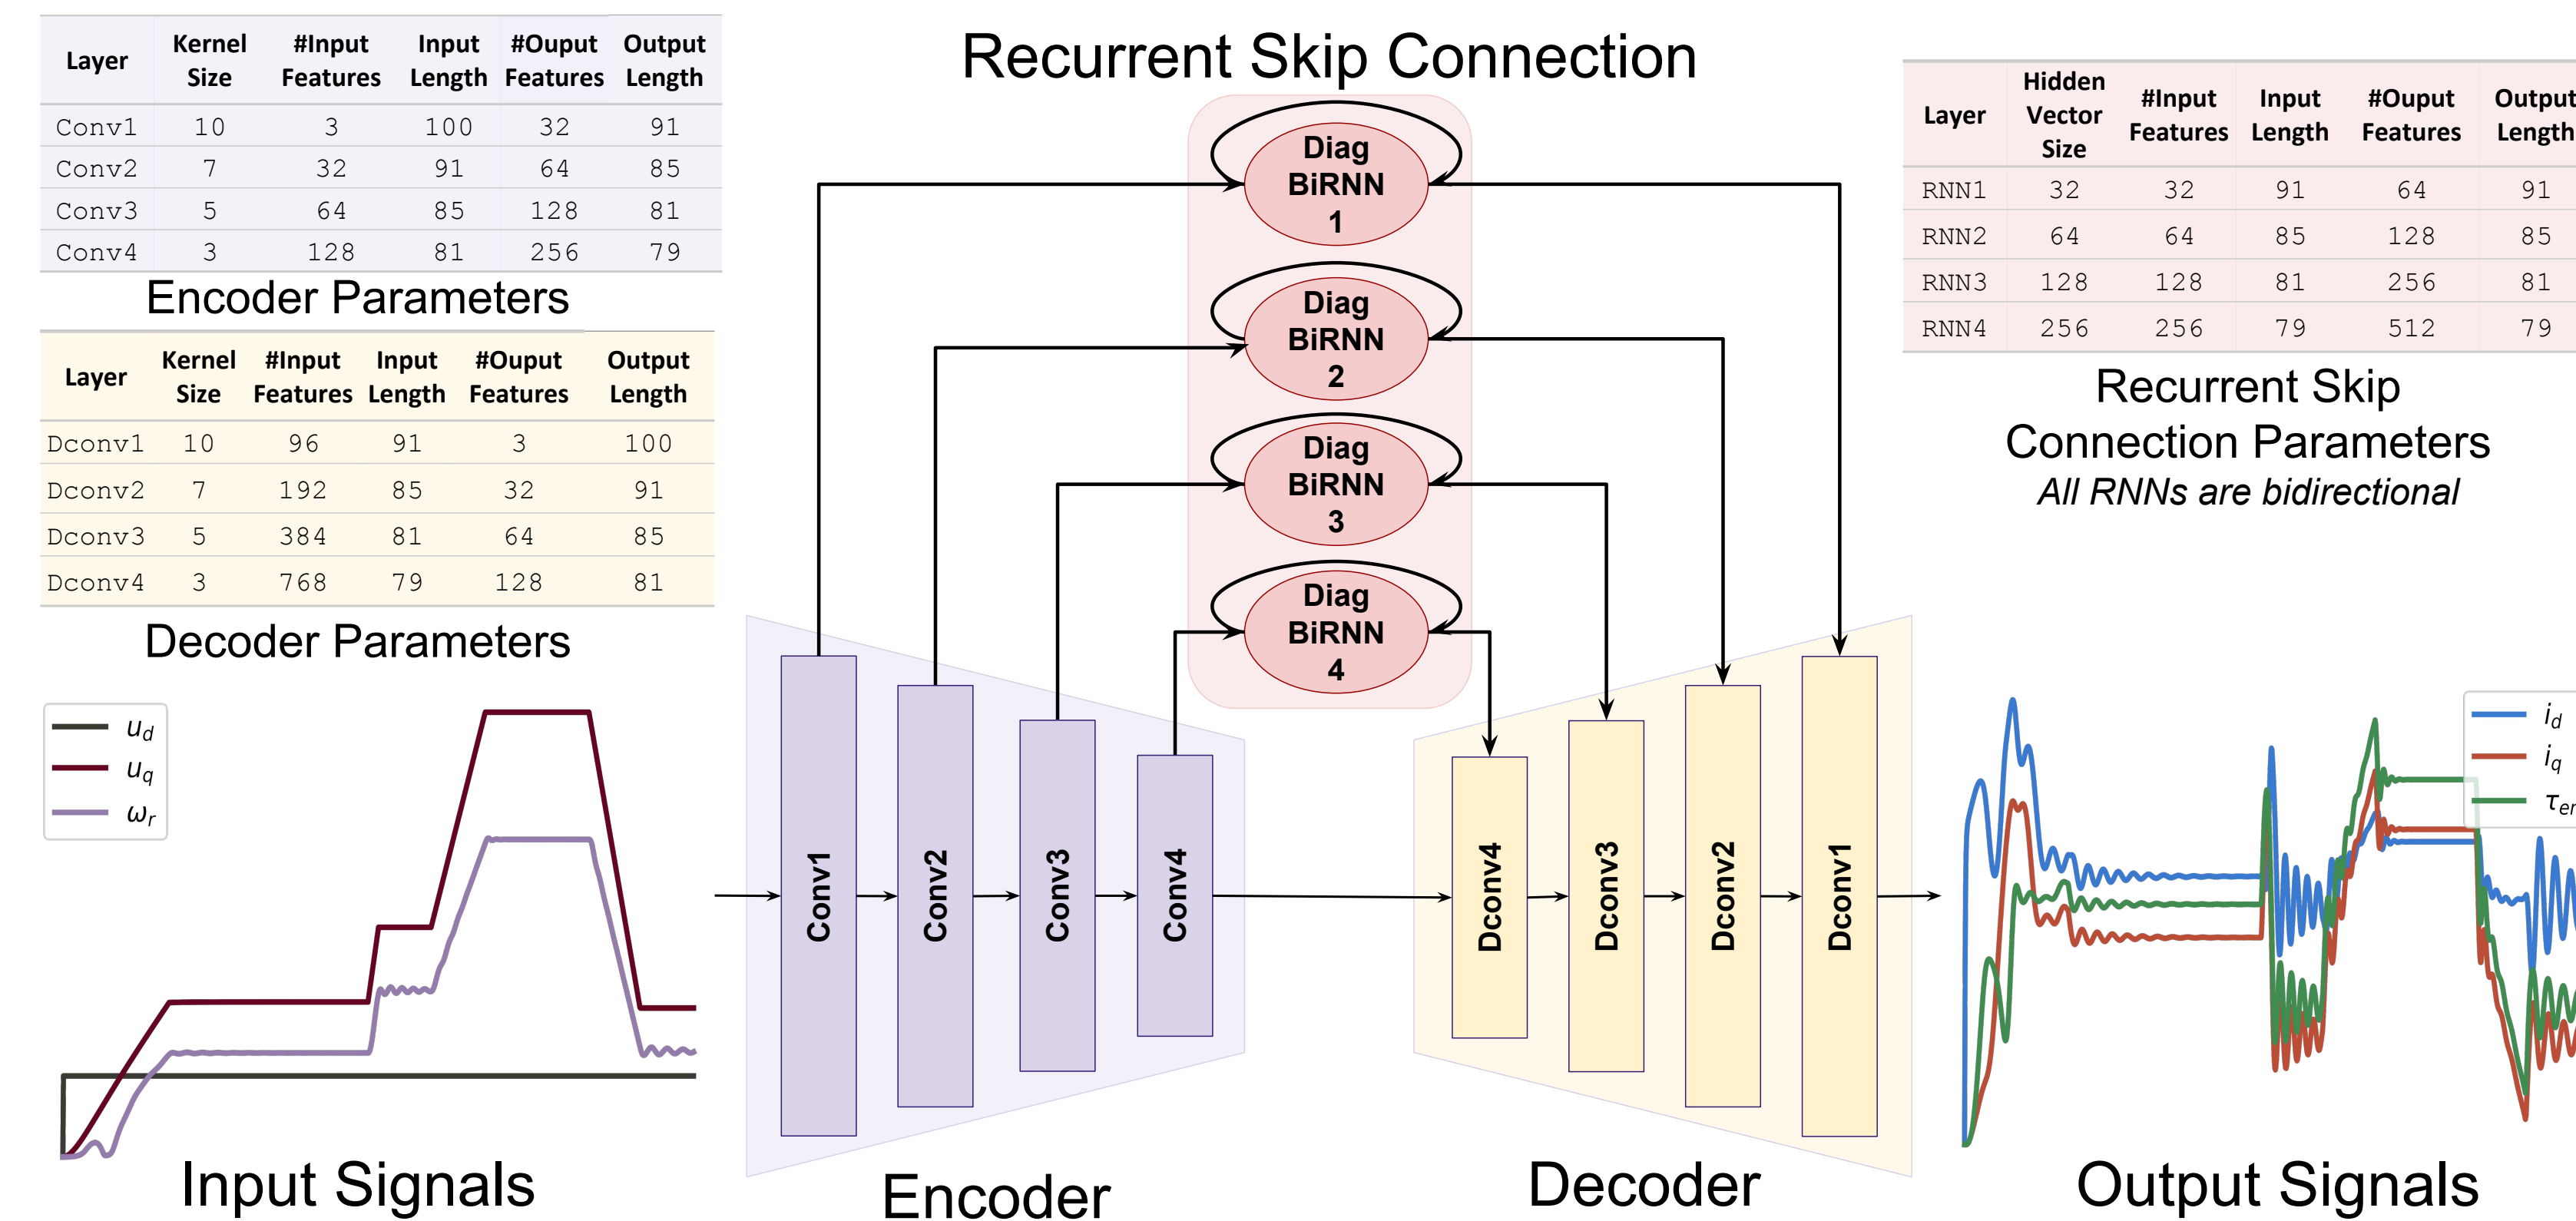 Layer Kernel Size #Input Features Input Length #Ouput Features Output Length
Conv1 10 3 100 32 91
Conv2 7 32 91 64 85
Conv3 5 64 85 128 81
Conv4 3 128 81 256 79
Encoder Parameters
Layer Kernel Size #Input Features Input Length #Ouput Features Output Length
Dconv1 10 96 91 3 100
Dconv2 7 192 85 32 91
Dconv3 5 384 81 64 85
Dconv4 3 768 79 128 81
Decoder Parameters
u_d
u_q
ω_r
Input Signals
Recurrent Skip Connection
Diag
BiRNN
1
Diag
BiRNN
2
Diag
BiRNN
3
Diag
BiRNN
4
Conv1
Conv2
Conv3
Conv4
Encoder
Dconv4
Dconv3
Dconv2
Dconv1
Decoder
Layer Hidden Vector Size #Input Features Input Length #Ouput Features Output Length
RNN1 32 32 91 64 91
RNN2 64 64 85 128 85
RNN3 128 128 81 256 81
RNN4 256 256 79 512 79
Recurrent Skip
Connection Parameters
All RNNs are bidirectional
i_d
i_q
Output Signals